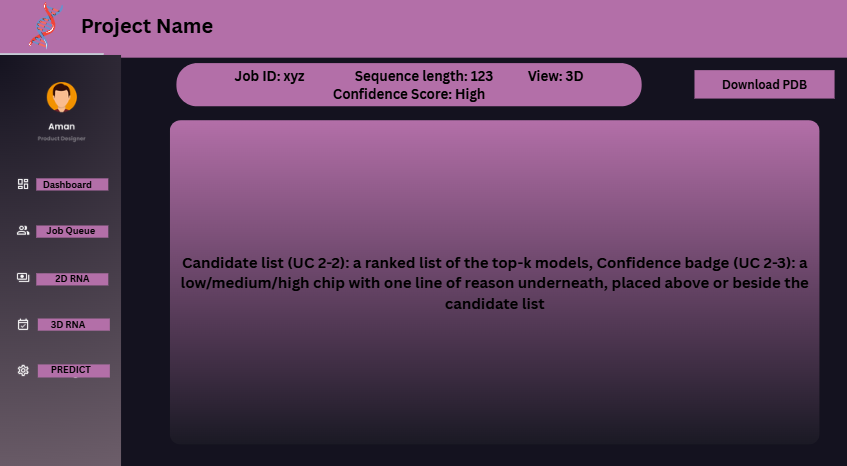 Project Name
Aman
Product Designer
Dashboard
Job Queue
2D RNA
3D RNA
PREDICT
Job ID: xyz Sequence length: 123 View: 3D
Confidence Score: High
Download PDB
Candidate list (UC 2-2): a ranked list of the top-k models, Confidence badge (UC 2-3): a
low/medium/high chip with one line of reason underneath, placed above or beside the
candidate list